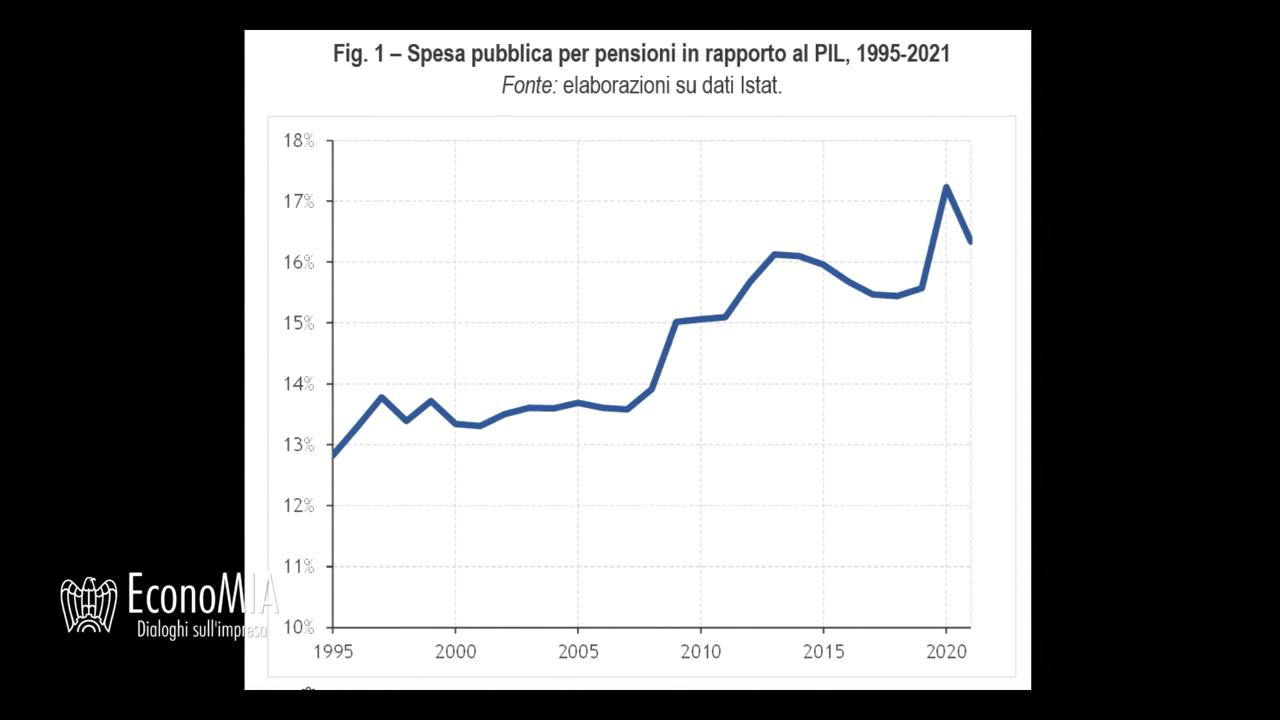 Fig. 1 – Spesa pubblica per pensioni in rapporto al PIL, 1995-2021
Fonte: elaborazioni su dati Istat.
18%
17%
16%
15%
14%
13%
12%
11%
10%
1995 2000 2005 2010 2015 2020
EconoMIA
Dialoghi sull'impresa